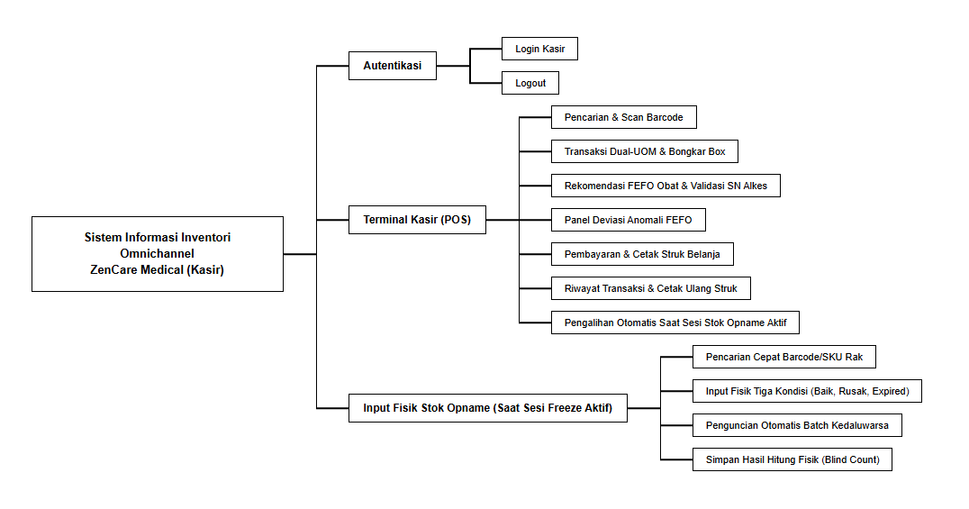 Sistem Informasi Inventori
Omnichannel
ZenCare Medical (Kasir)
Autentikasi
Login Kasir
Logout
Terminal Kasir (POS)
Pencarian & Scan Barcode
Transaksi Dual-UOM & Bongkar Box
Rekomendasi FEFO Obat & Validasi SN Alkes
Panel Deviasi Anomali FEFO
Pembayaran & Cetak Struk Belanja
Riwayat Transaksi & Cetak Ulang Struk
Pengalihan Otomatis Saat Sesi Stok Opname Aktif
Input Fisik Stok Opname (Saat Sesi Freeze Aktif)
Pencarian Cepat Barcode/SKU Rak
Input Fisik Tiga Kondisi (Baik, Rusak, Expired)
Penguncian Otomatis Batch Kedaluwarsa
Simpan Hasil Hitung Fisik (Blind Count)